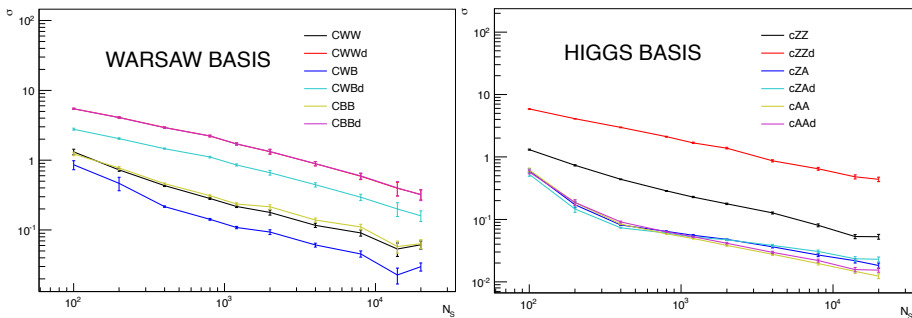 σ
WARSAW BASIS
CWW
CWWd
CWB
CWBd
CBB
CBBd
10²
10
1
10⁻¹
10²
10³
10⁴
N_S
σ
HIGGS BASIS
cZZ
cZZd
cZA
cZAd
cAA
cAAd
10²
10
1
10⁻¹
10⁻²
10²
10³
10⁴
N_S